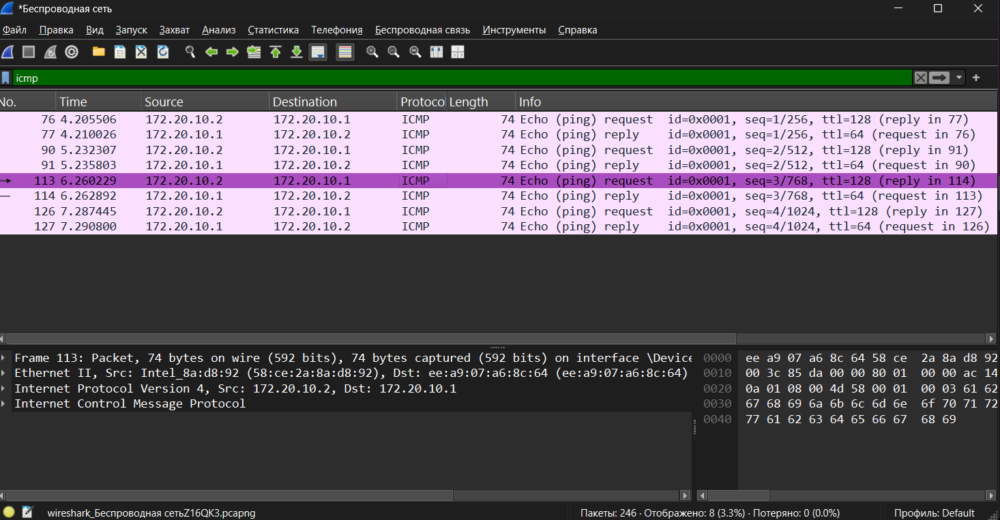 *Беспроводная сеть
Файл Правка Вид Запуск Захват Анализ Статистика Телефония Беспроводная связь Инструменты Справка
icmp
No. Time Source Destination Protoco Length Info
76 4.205506 172.20.10.2 172.20.10.1 ICMP 74 Echo (ping) request id=0x0001, seq=1/256, ttl=128 (reply in 77)
77 4.210026 172.20.10.1 172.20.10.2 ICMP 74 Echo (ping) reply id=0x0001, seq=1/256, ttl=64 (request in 76)
90 5.232307 172.20.10.2 172.20.10.1 ICMP 74 Echo (ping) request id=0x0001, seq=2/512, ttl=128 (reply in 91)
91 5.235803 172.20.10.1 172.20.10.2 ICMP 74 Echo (ping) reply id=0x0001, seq=2/512, ttl=64 (request in 90)
113 6.260229 172.20.10.2 172.20.10.1 ICMP 74 Echo (ping) request id=0x0001, seq=3/768, ttl=128 (reply in 114)
114 6.262892 172.20.10.1 172.20.10.2 ICMP 74 Echo (ping) reply id=0x0001, seq=3/768, ttl=64 (request in 113)
126 7.287445 172.20.10.2 172.20.10.1 ICMP 74 Echo (ping) request id=0x0001, seq=4/1024, ttl=128 (reply in 127)
127 7.290800 172.20.10.1 172.20.10.2 ICMP 74 Echo (ping) reply id=0x0001, seq=4/1024, ttl=64 (request in 126)
Frame 113: Packet, 74 bytes on wire (592 bits), 74 bytes captured (592 bits) on interface \Device
Ethernet II, Src: Intel_8a:d8:92 (58:ce:2a:8a:d8:92), Dst: ee:a9:07:a6:8c:64 (ee:a9:07:a6:8c:64)
Internet Protocol Version 4, Src: 172.20.10.2, Dst: 172.20.10.1
Internet Control Message Protocol
0000 ee a9 07 a6 8c 64 58 ce 2a 8a d8 92
0010 00 3c 85 da 00 00 80 01 00 00 ac 14
0020 0a 01 08 00 4d 58 00 01 00 03 61 62
0030 67 68 69 6a 6b 6c 6d 6e 6f 70 71 72
0040 77 61 62 63 64 65 66 67 68 69
wireshark_Беспроводная сетьZ16QK3.pcapng Пакеты: 246 · Отображено: 8 (3.3%) · Потеряно: 0 (0.0%) Профиль: Default